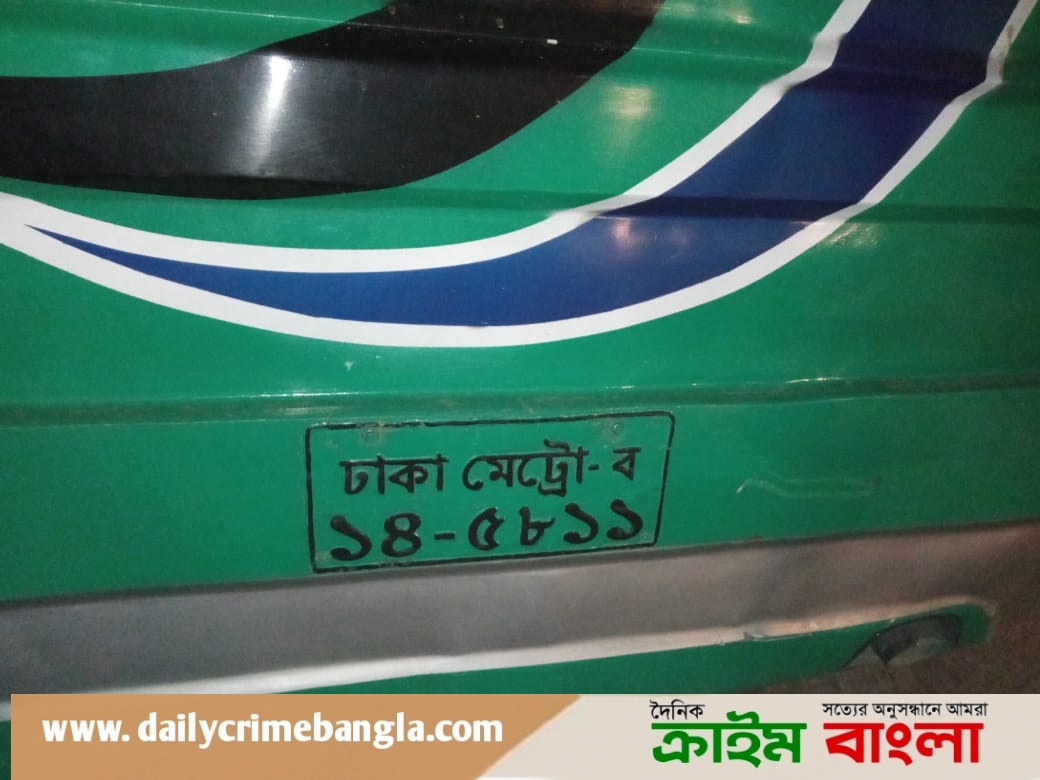 ঢাকা মেট্রো-ব
১৪-৫৮১১
www. dailycrimebangla.com
দৈনিক
সত্যের অনুসন্ধানে আমরা
ক্রাইম বাংলা